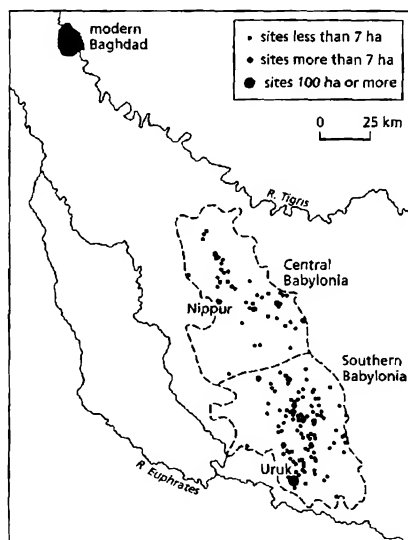 modern
Baghdad
sites less than 7 ha
sites more than 7 ha
sites 100 ha or more
0 25 km
R. Tigris
Central
Babylonia
Nippur
Southern
Babylonia
Uruk
R. Euphrates